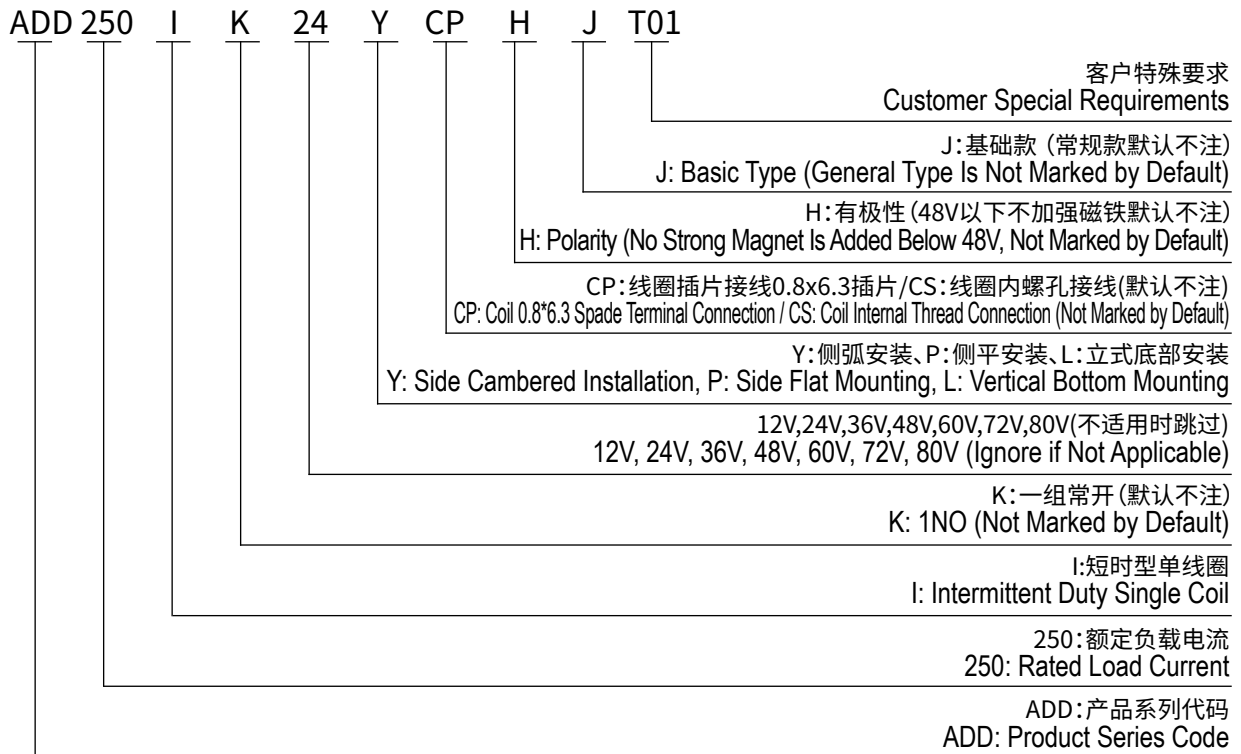 ADD 250 I K 24 Y CP H J T01
客户特殊要求
Customer Special Requirements
J:基础款（常规款默认不注）
J: Basic Type (General Type Is Not Marked by Default)
H:有极性（48V以下不加强磁铁默认不注）
H: Polarity (No Strong Magnet Is Added Below 48V, Not Marked by Default)
CP:线圈插片接线0.8x6.3插片/CS:线圈内螺孔接线(默认不注)
CP: Coil 0.8*6.3 Spade Terminal Connection / CS: Coil Internal Thread Connection (Not Marked by Default)
Y:侧弧安装、P:侧平安装、L:立式底部安装
Y: Side Cambered Installation, P: Side Flat Mounting, L: Vertical Bottom Mounting
12V,24V,36V,48V,60V,72V,80V(不适用时跳过)
12V, 24V, 36V, 48V, 60V, 72V, 80V (Ignore if Not Applicable)
K:一组常开（默认不注）
K: 1NO (Not Marked by Default)
I:短时型单线圈
I: Intermittent Duty Single Coil
250:额定负载电流
250: Rated Load Current
ADD:产品系列代码
ADD: Product Series Code